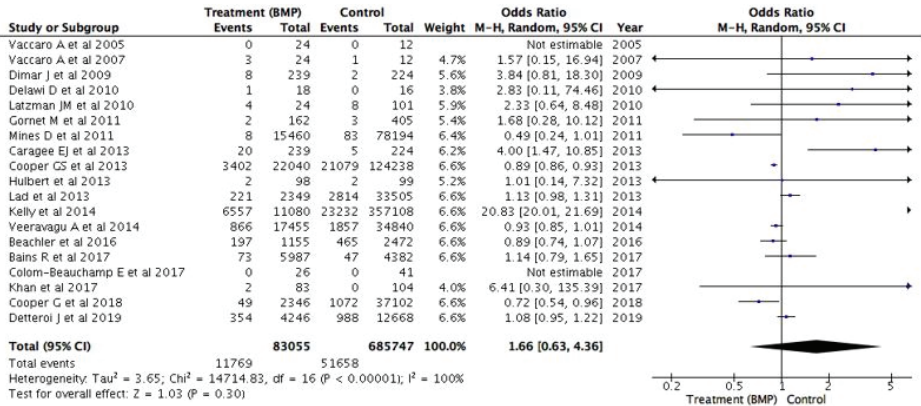 Treatment (BMP) Control Odds Ratio Odds Ratio
Study or Subgroup Events Total Events Total Weight M-H, Random, 95% CI Year M-H, Random, 95% CI
Vaccaro A et al 2005 0 24 0 12 Not estimable 2005
Vaccaro A et al 2007 3 24 1 12 4.7% 1.57 [0.15, 16.94] 2007
Dimar J et al 2009 8 239 2 224 5.7% 3.84 [0.81, 18.30] 2009
Delawi D et al 2010 1 18 0 16 3.8% 2.83 [0.11, 74.46] 2010
Latzman JM et al 2010 4 24 8 101 5.9% 2.33 [0.64, 8.48] 2010
Gornet M et al 2011 2 162 3 405 5.4% 1.68 [0.28, 10.12] 2011
Mines D et al 2011 8 15460 83 78194 6.4% 0.49 [0.24, 1.01] 2011
Caragee EJ et al 2013 20 239 5 224 6.2% 4.00 [1.47, 10.85] 2013
Cooper GS et al 2013 3402 22040 21079 124238 6.6% 0.89 [0.86, 0.93] 2013
Hulbert et al 2013 2 98 2 99 5.2% 1.01 [0.14, 7.32] 2013
Lad et al 2013 221 2349 2814 33505 6.6% 1.13 [0.98, 1.31] 2013
Kelly et al 2014 6557 11080 23232 357108 6.6% 20.83 [20.01, 21.69] 2014
Veeravagu A et al 2014 866 17455 1857 34840 6.6% 0.93 [0.85, 1.01] 2014
Beachler et al 2016 197 1155 465 2472 6.6% 0.89 [0.74, 1.07] 2016
Bains R et al 2017 73 5987 47 4382 6.6% 1.14 [0.79, 1.65] 2017
Colom-Beauchamp E et al 2017 0 26 0 41 Not estimable 2017
Khan et al 2017 2 83 0 104 4.0% 6.41 [0.30, 135.39] 2017
Cooper G et al 2018 49 2346 1072 37102 6.6% 0.72 [0.54, 0.96] 2018
Detteroi J et al 2019 354 4246 988 12668 6.6% 1.08 [0.95, 1.22] 2019
Total (95% CI) 83055 685747 100.0% 1.66 [0.63, 4.36]
Total events 11769 51658
Heterogeneity: Tau² = 3.65; Chi² = 14714.83, df = 16 (P < 0.00001); I² = 100%
Test for overall effect: Z = 1.03 (P = 0.30)
0.2 0.5 1 2 5
Treatment (BMP) Control